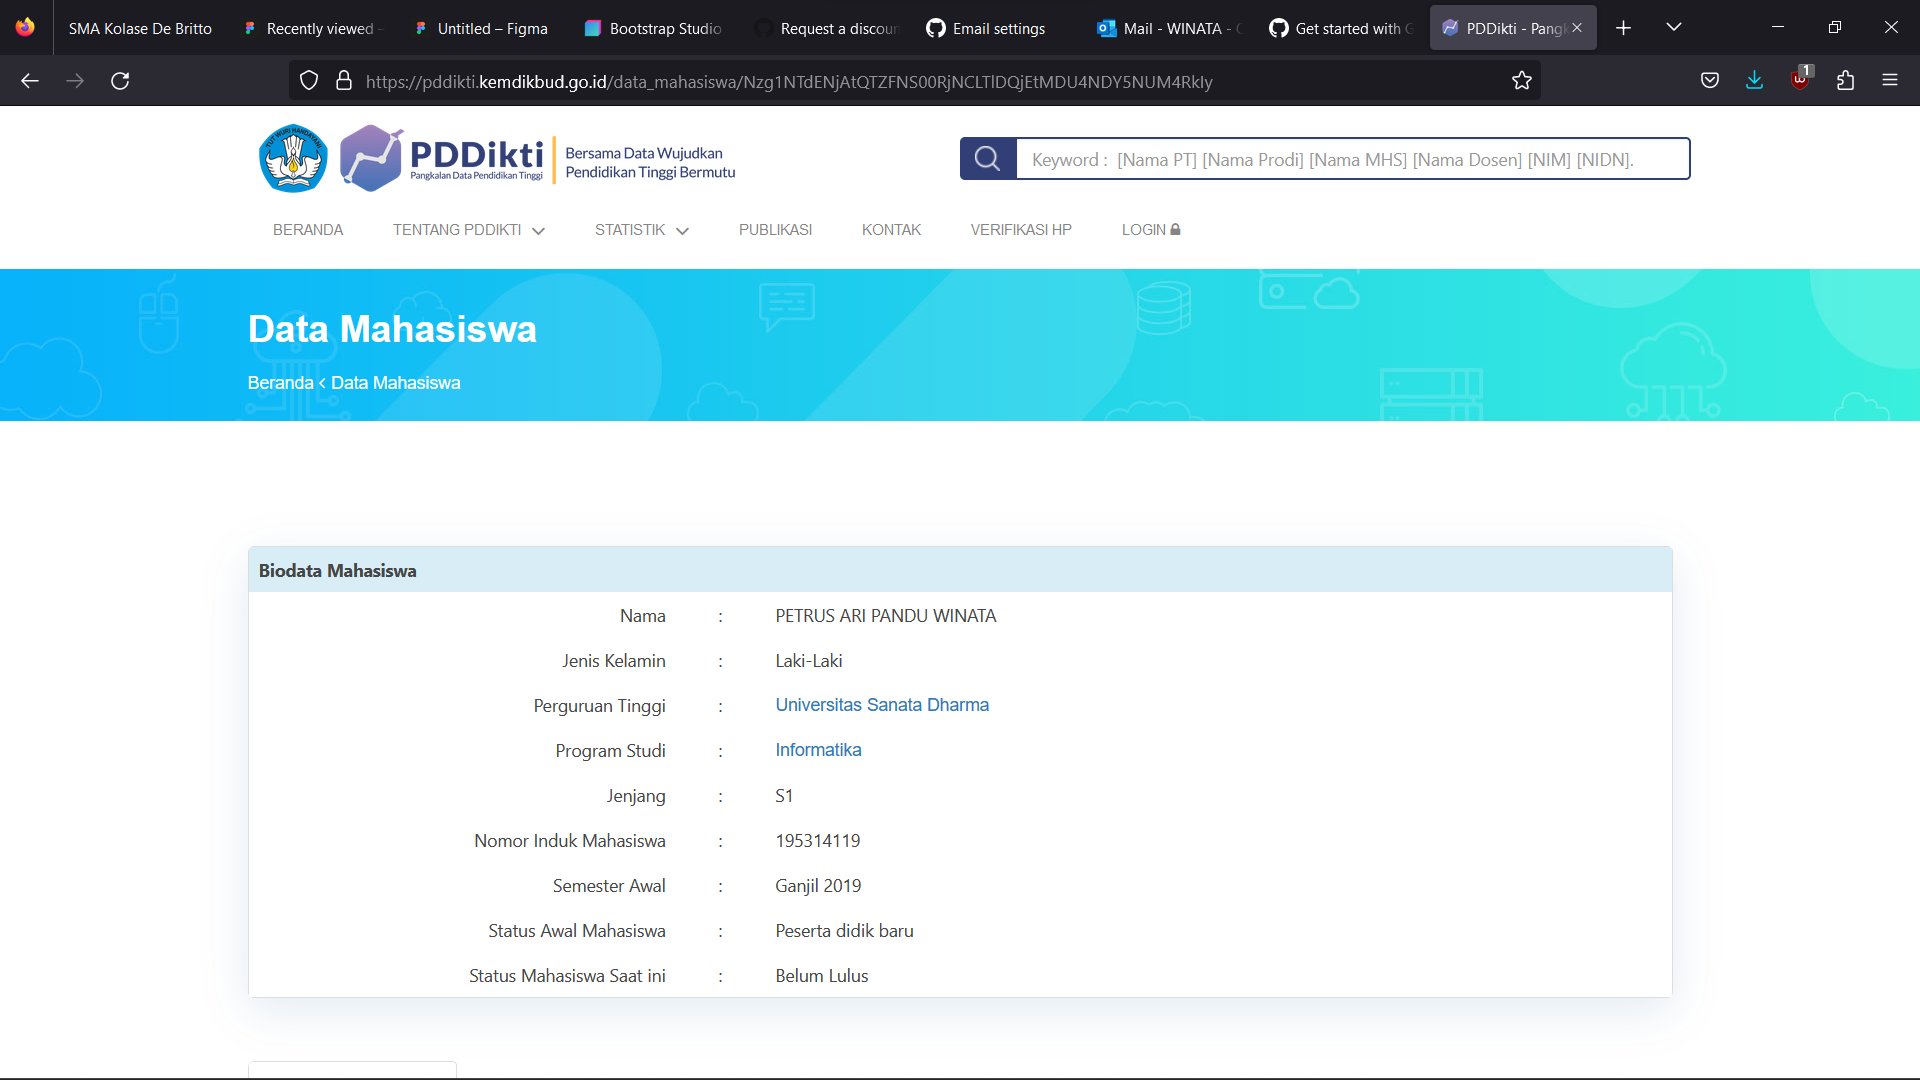 SMA Kolase De Britto
Recently viewed -
Untitled – Figma
Bootstrap Studio
Request a discoun
Email settings
Mail - WINATA -
Get started with G
PDDikti - Pangk
https://pddikti.kemdikbud.go.id/data_mahasiswa/Nzg1NTdENjAtQTZFNS00RjNCLTlDQjEtMDU4NDY5NUM4RkIy
1
TUT WURI HANDAYANI
PDDikti
Pangkalan Data Pendidikan Tinggi
Bersama Data Wujudkan
Pendidikan Tinggi Bermutu
Keyword : [Nama PT] [Nama Prodi] [Nama MHS] [Nama Dosen] [NIM] [NIDN].
BERANDA
TENTANG PDDIKTI
STATISTIK
PUBLIKASI
KONTAK
VERIFIKASI HP
LOGIN
Data Mahasiswa
Beranda < Data Mahasiswa
Biodata Mahasiswa
Nama : PETRUS ARI PANDU WINATA
Jenis Kelamin : Laki-Laki
Perguruan Tinggi : Universitas Sanata Dharma
Program Studi : Informatika
Jenjang : S1
Nomor Induk Mahasiswa : 195314119
Semester Awal : Ganjil 2019
Status Awal Mahasiswa : Peserta didik baru
Status Mahasiswa Saat ini : Belum Lulus